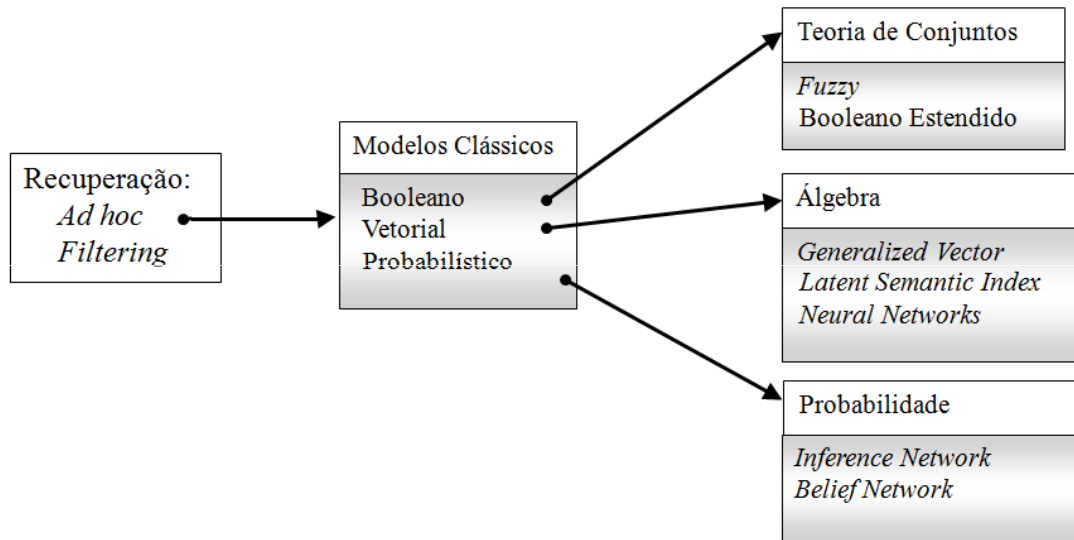 Recuperação:
Ad hoc
Filtering
Modelos Clássicos
Booleano
Vetorial
Probabilístico
Teoria de Conjuntos
Fuzzy
Booleano Estendido
Álgebra
Generalized Vector
Latent Semantic Index
Neural Networks
Probabilidade
Inference Network
Belief Network